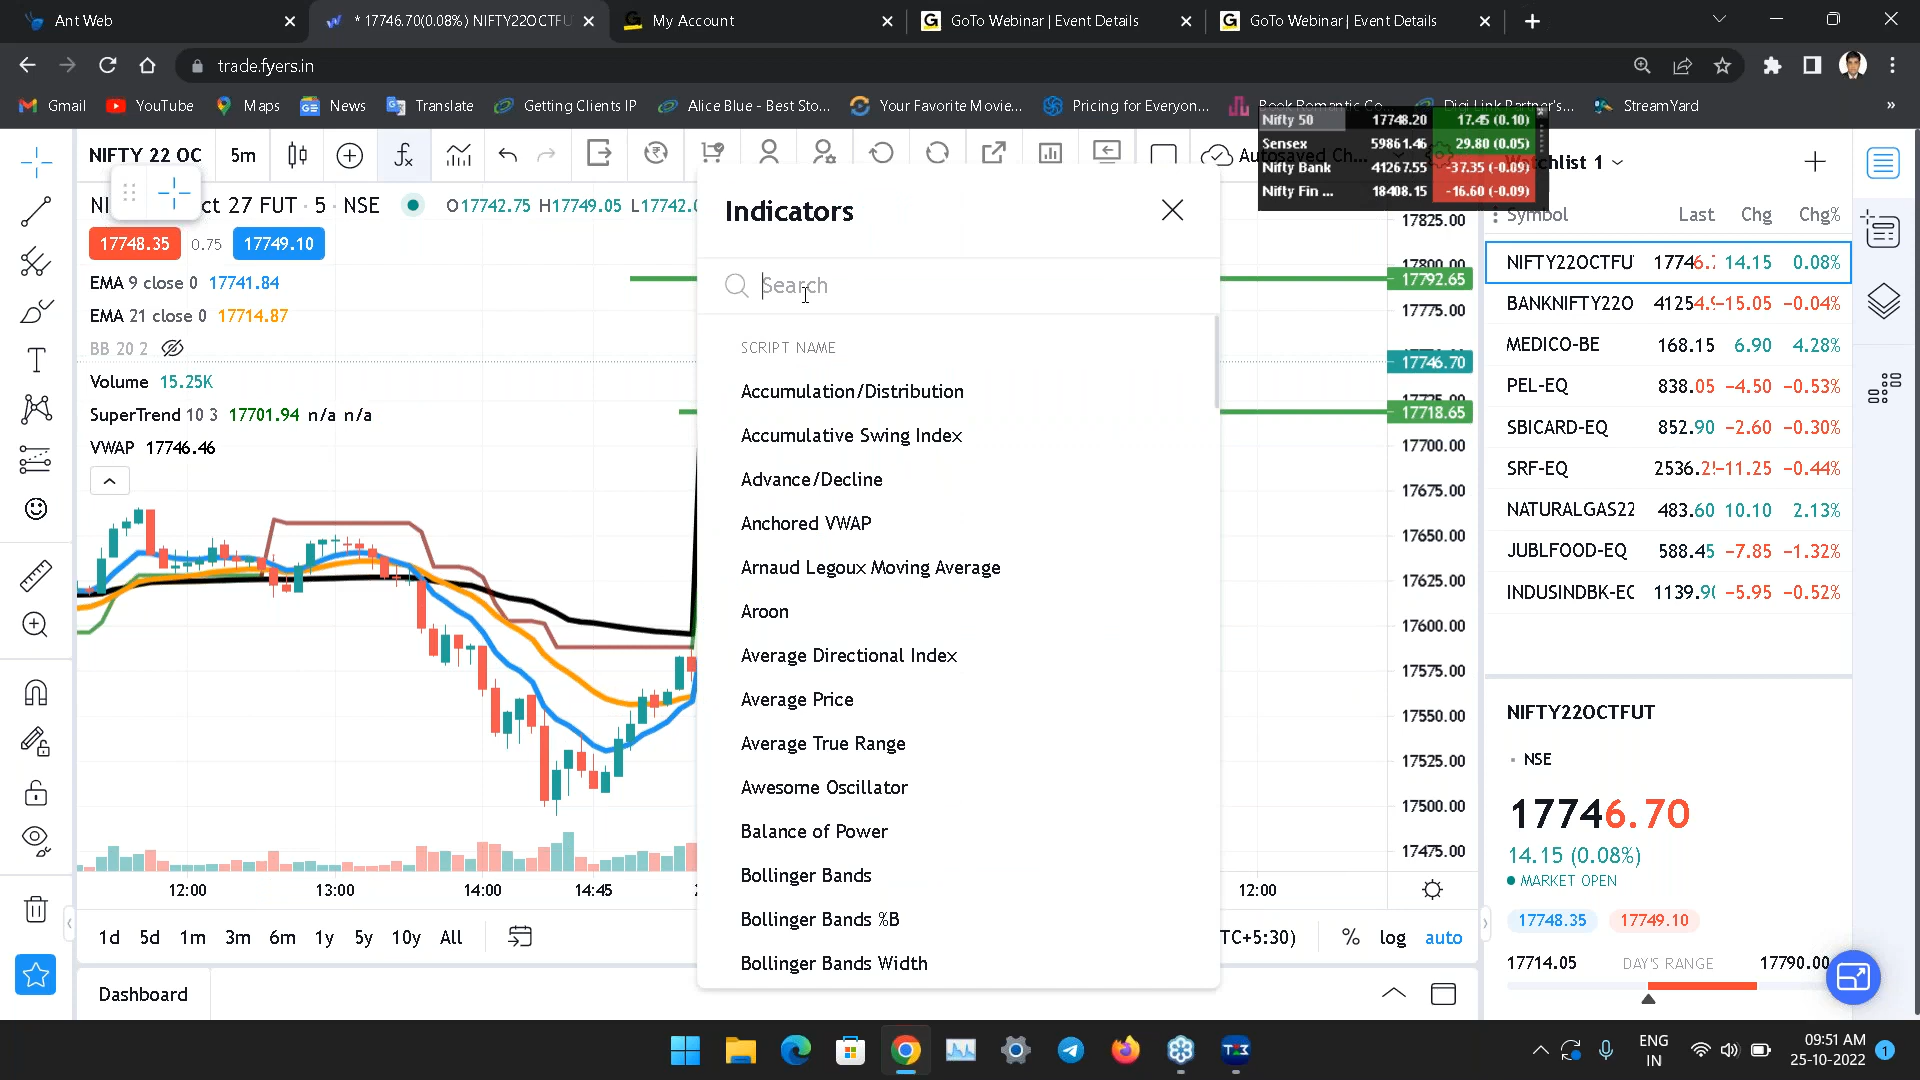 Ant Web
* 17746.70(0.08%) NIFTY22OCTFU
My Account
GoTo Webinar | Event Details
GoTo Webinar | Event Details
trade.fyers.in
Gmail
YouTube
Maps
News
Translate
Getting Clients IP
Alice Blue - Best Sto...
Your Favorite Movie...
Pricing for Everyon...
StreamYard
»
Nifty 50 17748.20 17.45 (0.10)
Sensex 59861.46 29.80 (0.05)
Nifty Bank 41267.55 -37.35 (-0.09)
Nifty Fin ... 18408.15 -16.60 (-0.09)
NIFTY 22 OC
5m
Autosaved Ch...
ct 27 FUT · 5 · NSE
O17742.75 H17749.05 L17742.0
17748.35 0.75 17749.10
EMA 9 close 0 17741.84
EMA 21 close 0 17714.87
BB 20 2
Volume 15.25K
SuperTrend 10 3 17701.94 n/a n/a
VWAP 17746.46
Indicators
Search
SCRIPT NAME
Accumulation/Distribution
Accumulative Swing Index
Advance/Decline
Anchored VWAP
Arnaud Legoux Moving Average
Aroon
Average Directional Index
Average Price
Average True Range
Awesome Oscillator
Balance of Power
Bollinger Bands
Bollinger Bands %B
Bollinger Bands Width
17825.00
17800.00
17792.65
17775.00
17746.70
17718.65
17700.00
17675.00
17650.00
17625.00
17600.00
17575.00
17550.00
17525.00
17500.00
17475.00
12:00 13:00 14:00 14:45 12:00
1d 5d 1m 3m 6m 1y 5y 10y All
TC+5:30) % log auto
Dashboard
Symbol Last Chg Chg%
NIFTY22OCTFU 17746.7 14.15 0.08%
BANKNIFTY22O 41254.9 -15.05 -0.04%
MEDICO-BE 168.15 6.90 4.28%
PEL-EQ 838.05 -4.50 -0.53%
SBICARD-EQ 852.90 -2.60 -0.30%
SRF-EQ 2536.25 -11.25 -0.44%
NATURALGAS22 483.60 10.10 2.13%
JUBLFOOD-EQ 588.45 -7.85 -1.32%
INDUSINDBK-EQ 1139.90 -5.95 -0.52%
NIFTY22OCTFUT
NSE
17746.70
14.15 (0.08%)
MARKET OPEN
17748.35 17749.10
17714.05 DAY'S RANGE 17790.00
ENG
IN
09:51 AM
25-10-2022
1